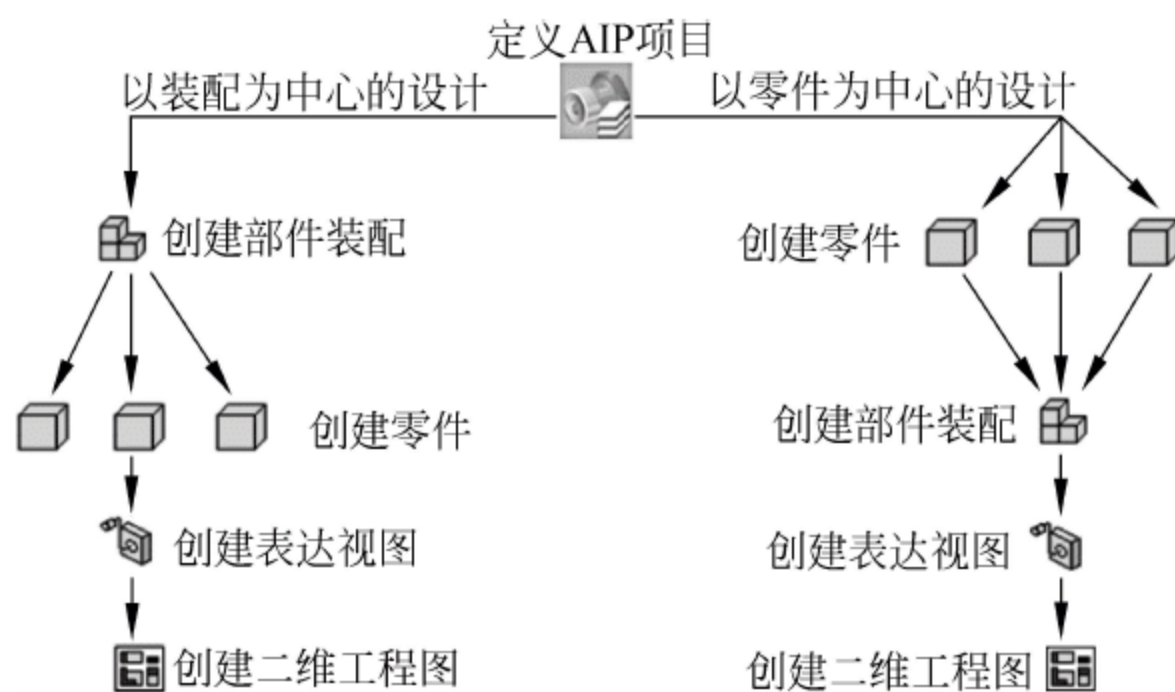 定义AIP项目
以装配为中心的设计
以零件为中心的设计
创建部件装配
创建零件
创建零件
创建部件装配
创建表达视图
创建表达视图
创建二维工程图
创建二维工程图